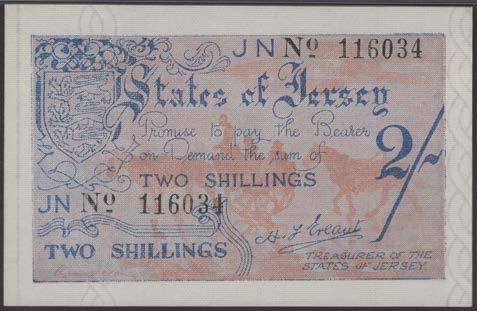 JN Nº 116034
States of Jersey
Promise to pay the Bearer
on Demand the sum of
2/-
TWO SHILLINGS
JN Nº 116034
H. F. Ereaut
TWO SHILLINGS
TREASURER OF THE
STATES OF JERSEY